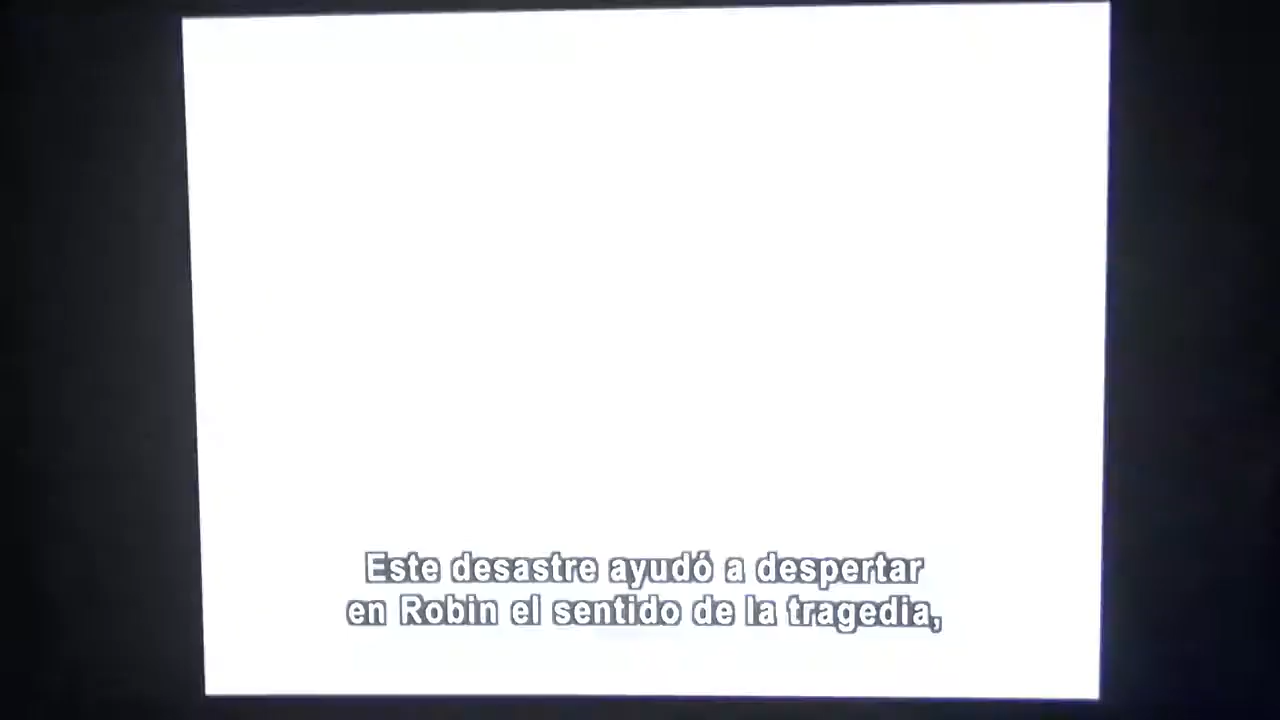 Este desastre ayudó a despertar
en Robin el sentido de la tragedia,